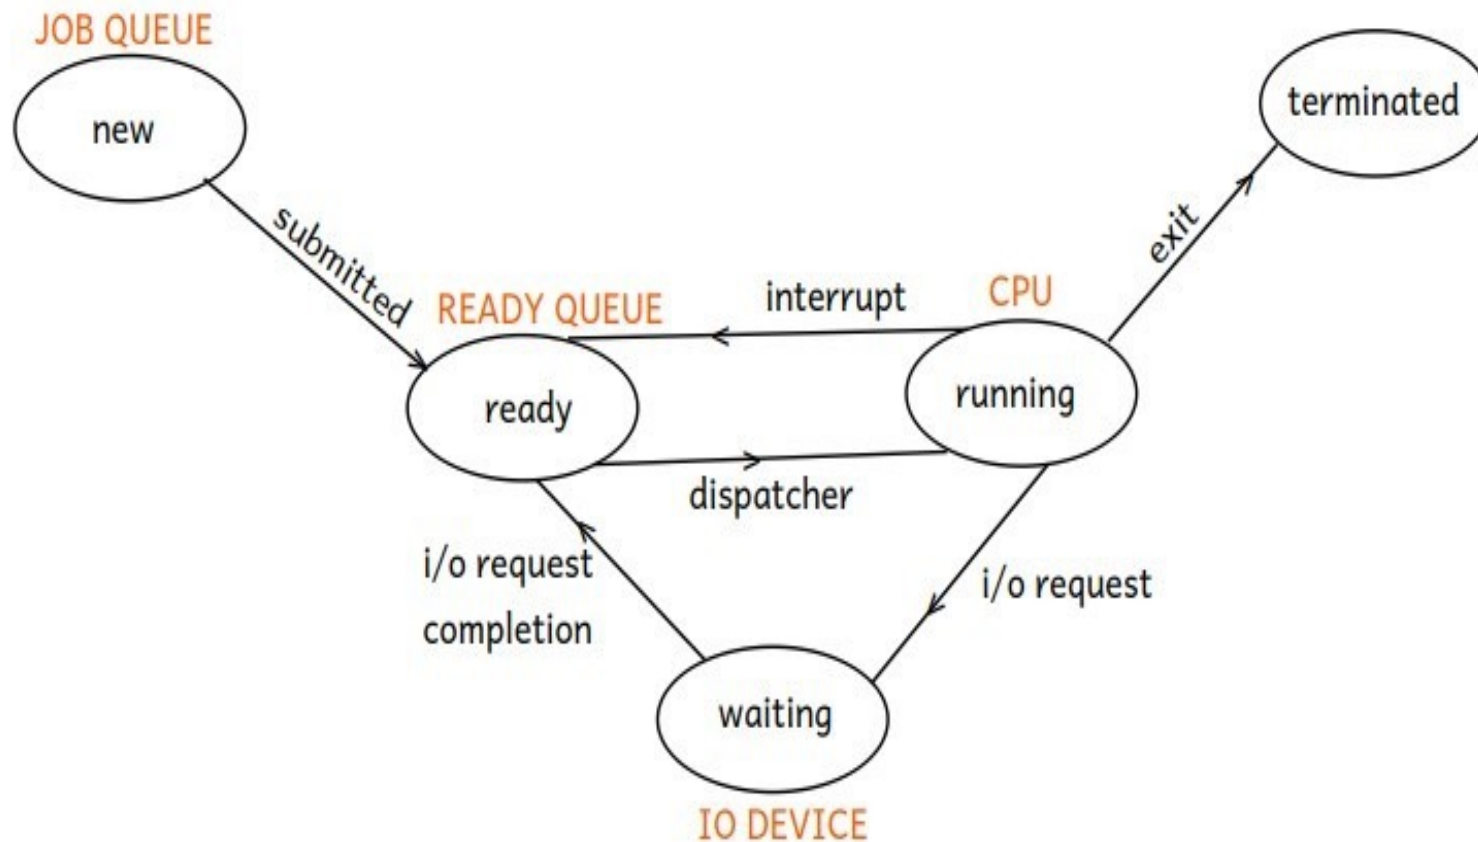 JOB QUEUE
new
terminated
submitted
exit
READY QUEUE
interrupt
CPU
ready
running
dispatcher
i/o request
completion
i/o request
waiting
IO DEVICE